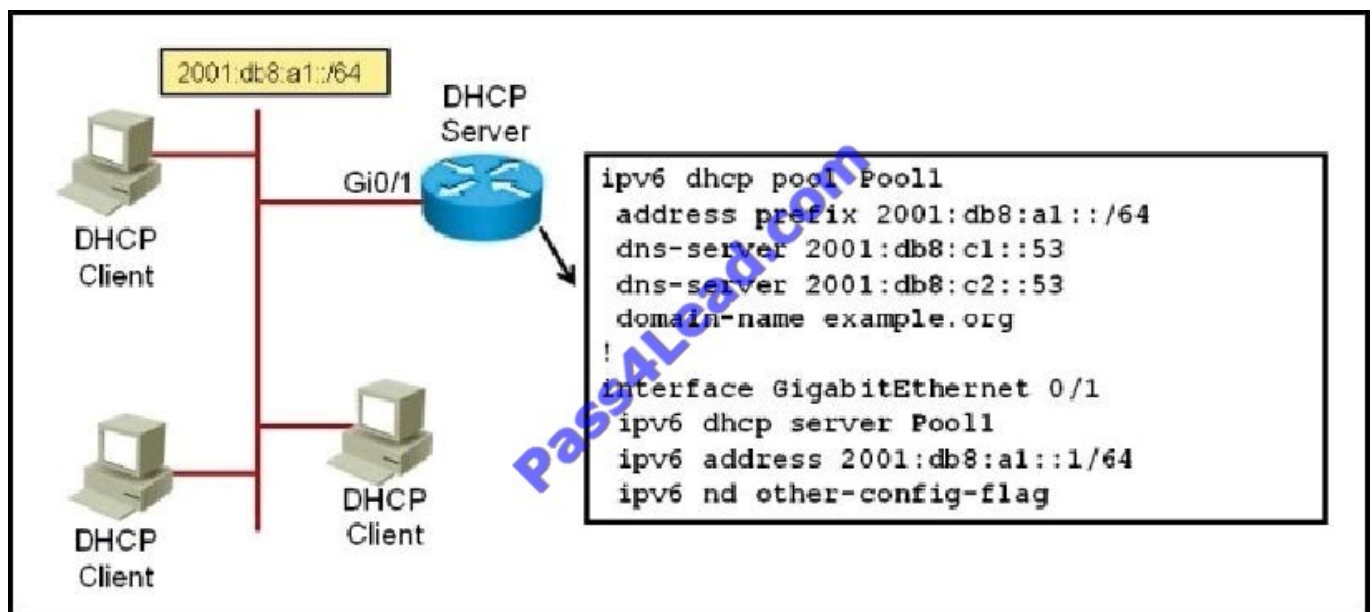 2001:db8:a1::/64
DHCP
Server
Gi0/1
DHCP
Client
DHCP
Client
DHCP
Client
ipv6 dhcp pool Pool1
address prefix 2001:db8:a1::/64
dns-server 2001:db8:c1::53
dns-server 2001:db8:c2::53
domain-name example.org
!
interface GigabitEthernet 0/1
ipv6 dhcp server Pool1
ipv6 address 2001:db8:a1::1/64
ipv6 nd other-config-flag
Pass4Lead.com